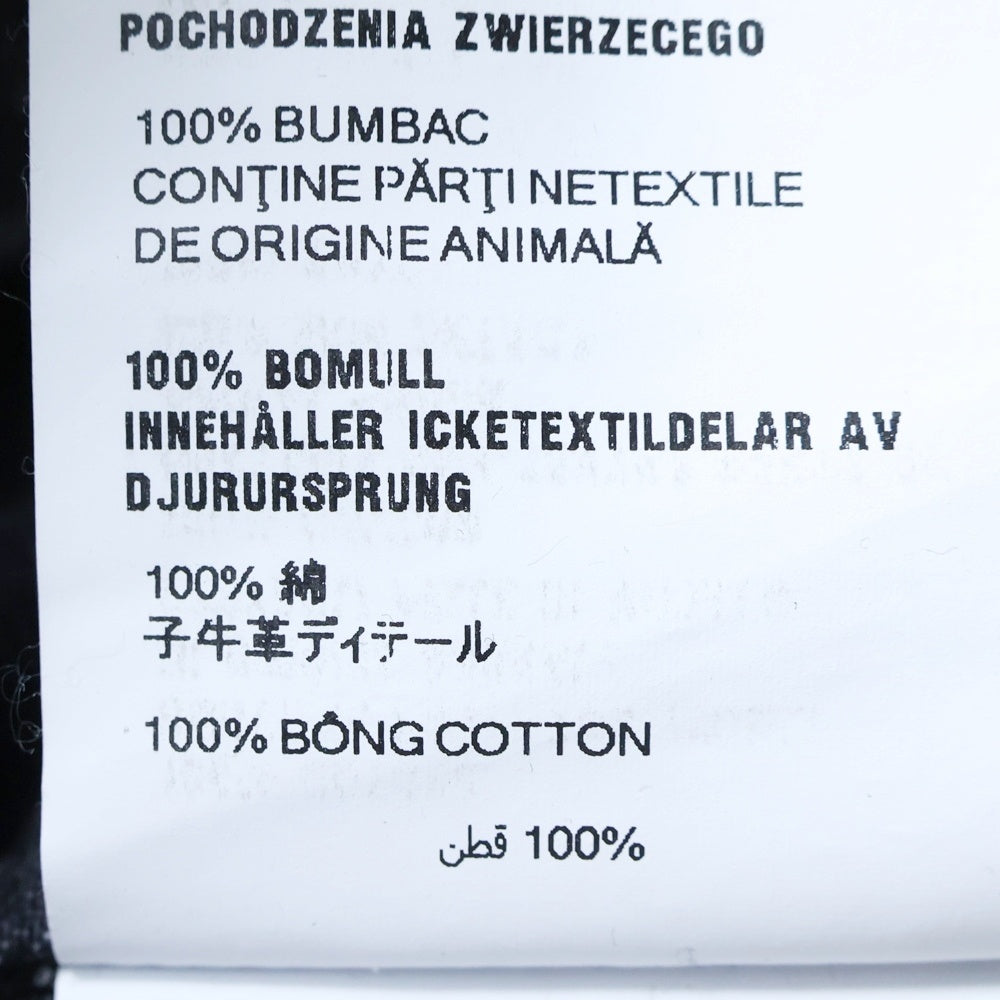 POCHODZENIA ZWIERZECEGO
100% BUMBAC
CONŢINE PĂRŢI NETEXTILE
DE ORIGINE ANIMALĂ
100% BOMULL
INNEHÅLLER ICKETEXTILDELAR AV
DJURURSPRUNG
100% 綿
子牛革ディテール
100% BÔNG COTTON
100% قطن